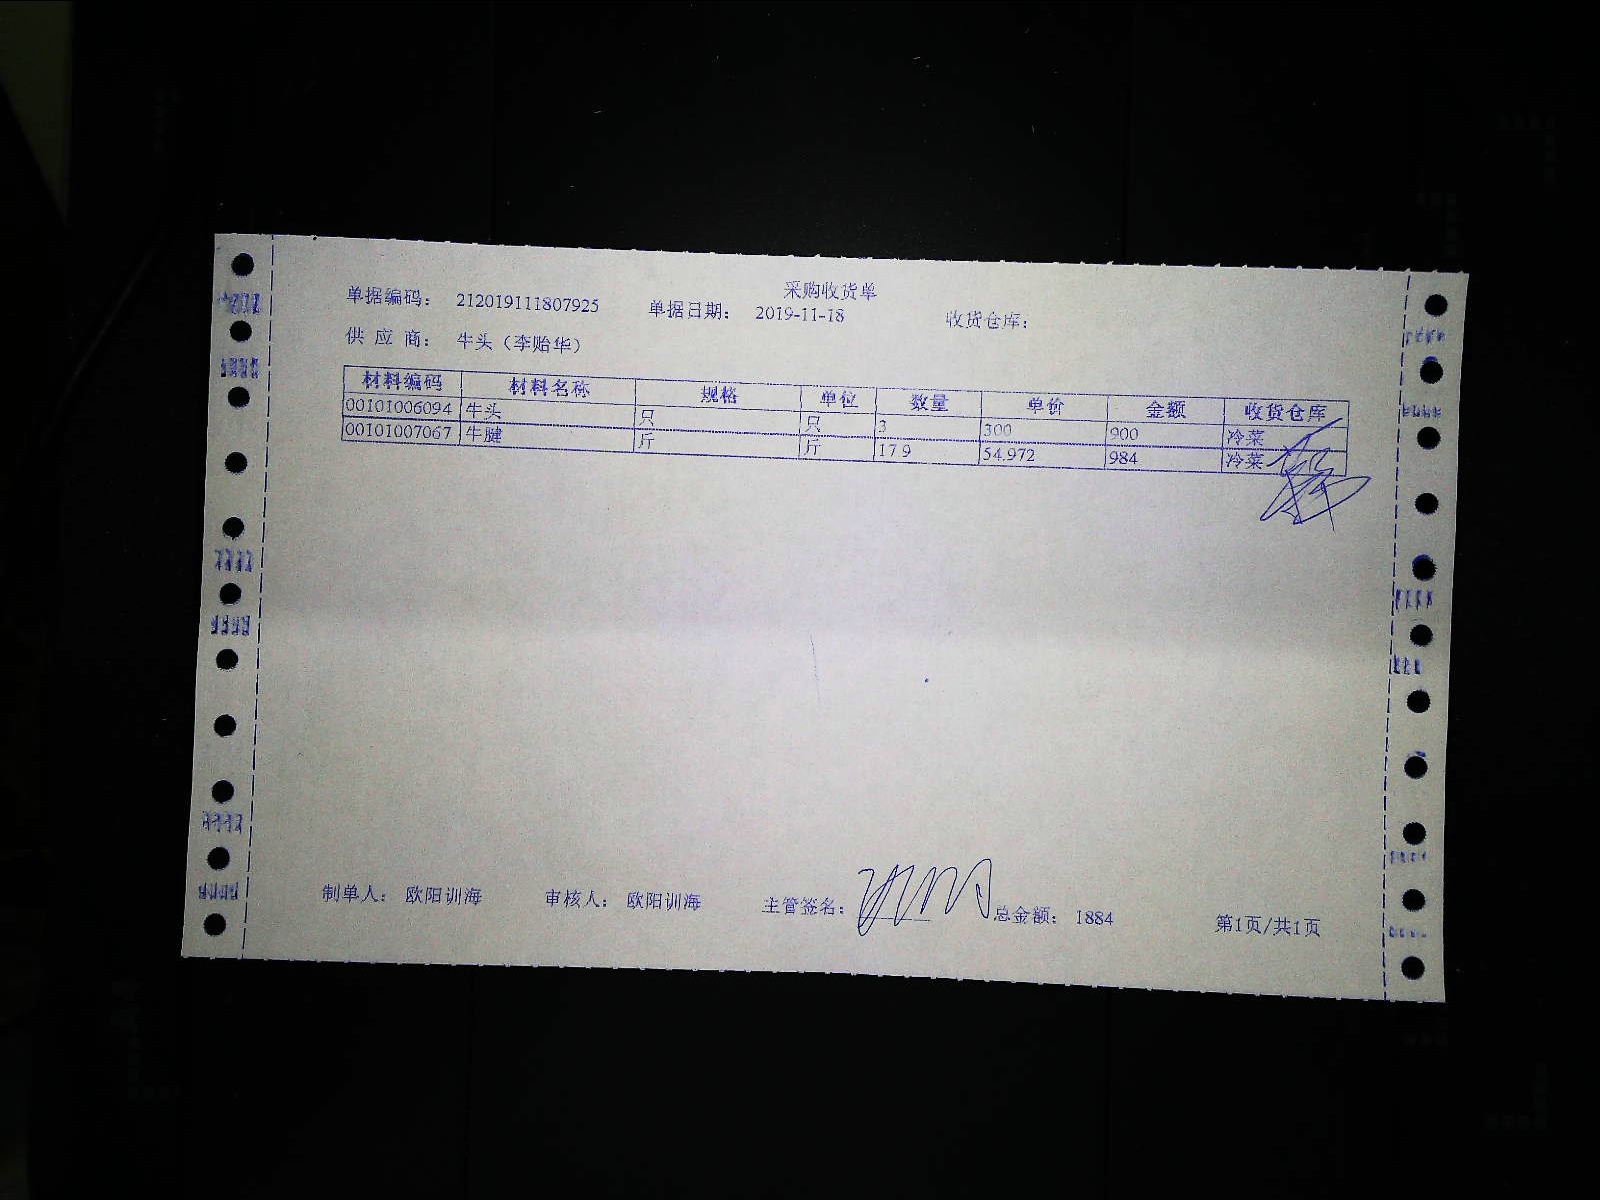 采购收货单
单据编码: 212019111807925 单据日期: 2019-11-18 收货仓库:
供应商: 牛头（李贻华）
材料编码 材料名称 规格 单位 数量 单价 金额 收货仓库
00101006094 牛头 只 只 3 300 900 冷菜
00101007067 牛腱 斤 斤 17.9 54.972 984 冷菜
制单人: 欧阳训海 审核人: 欧阳训海 主管签名: 总金额: 1884 第1页/共1页